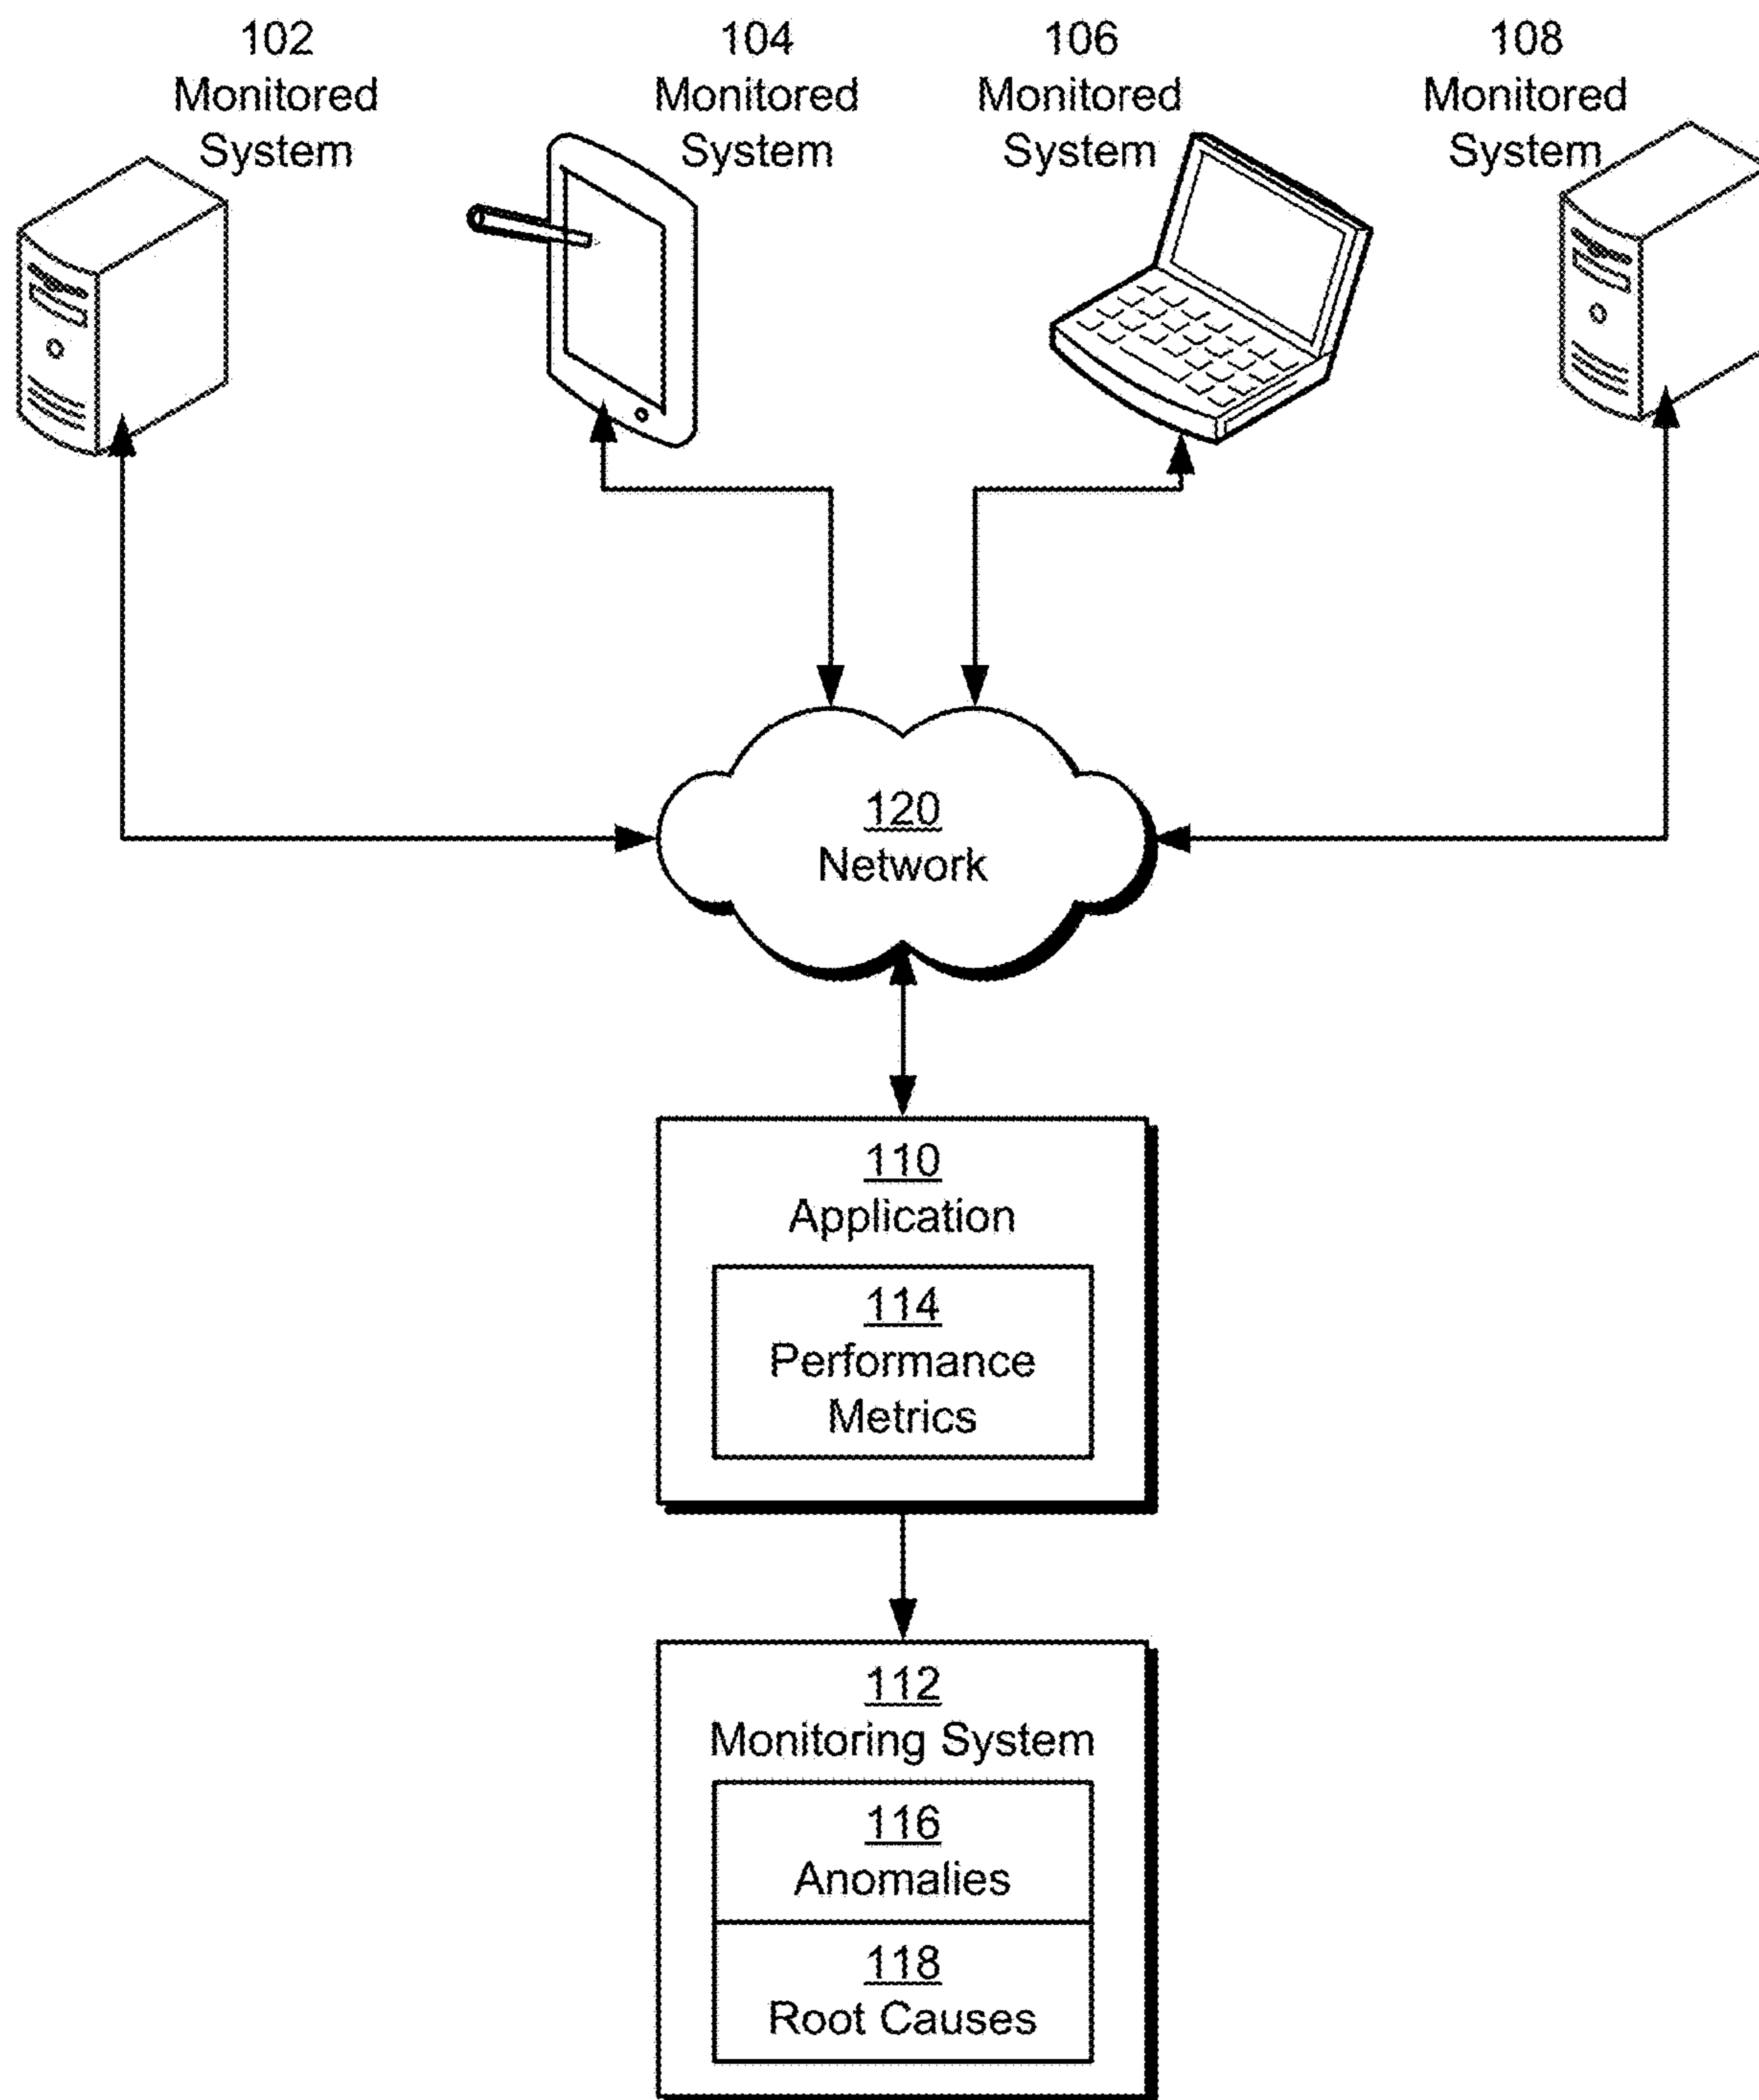 102
Monitored
System
104
Monitored
System
106
Monitored
System
108
Monitored
System
120
Network
110
Application
114
Performance
Metrics
112
Monitoring System
116
Anomalies
118
Root Causes